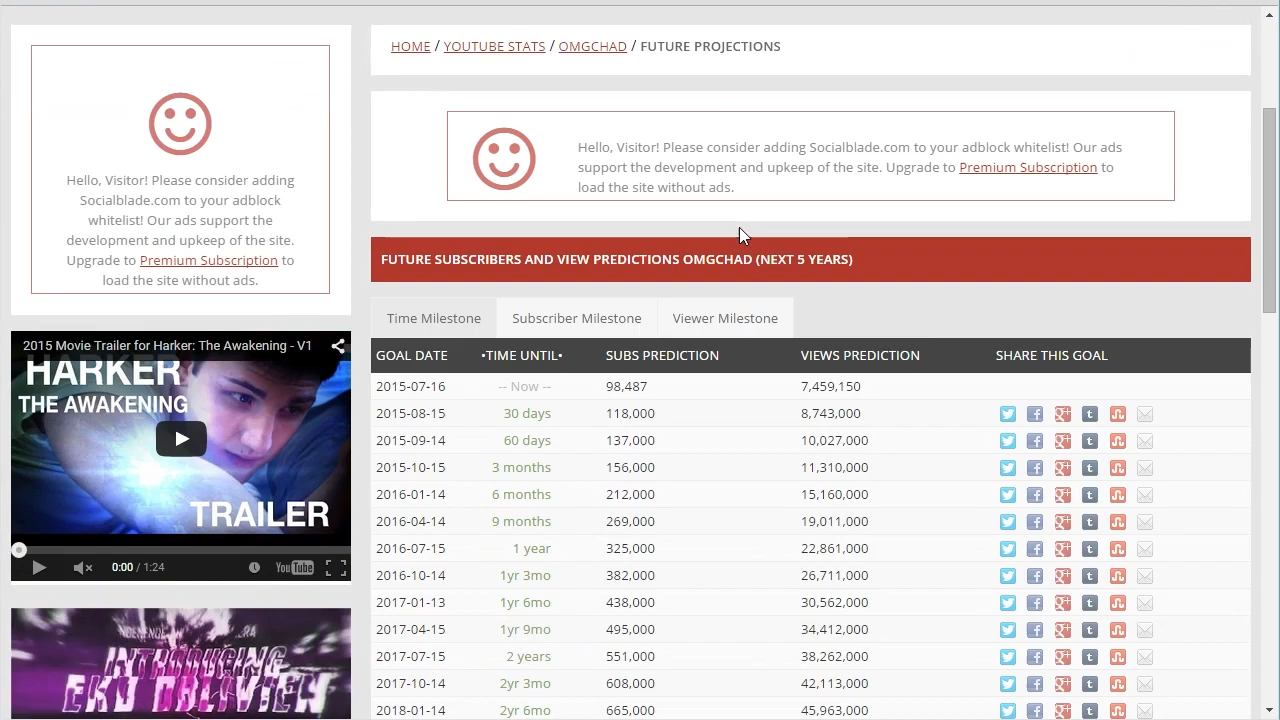 HOME / YOUTUBE STATS / OMGCHAD / FUTURE PROJECTIONS
Hello, Visitor! Please consider adding
Socialblade.com to your adblock
whitelist! Our ads support the
development and upkeep of the site.
Upgrade to Premium Subscription to
load the site without ads.
Hello, Visitor! Please consider adding Socialblade.com to your adblock whitelist! Our ads
support the development and upkeep of the site. Upgrade to Premium Subscription to
load the site without ads.
2015 Movie Trailer for Harker: The Awakening - V1
HARKER
THE AWAKENING
TRAILER
0:00 / 1:24
YouTube
INTRODUCING
EKO OBLIVIEN
FUTURE SUBSCRIBERS AND VIEW PREDICTIONS OMGCHAD (NEXT 5 YEARS)
Time Milestone Subscriber Milestone Viewer Milestone
GOAL DATE •TIME UNTIL• SUBS PREDICTION VIEWS PREDICTION SHARE THIS GOAL
2015-07-16 -- Now -- 98,487 7,459,150
2015-08-15 30 days 118,000 8,743,000
2015-09-14 60 days 137,000 10,027,000
2015-10-15 3 months 156,000 11,310,000
2016-01-14 6 months 212,000 15,160,000
2016-04-14 9 months 269,000 19,011,000
2016-07-15 1 year 325,000 22,861,000
2016-10-14 1yr 3mo 382,000 26,711,000
2017-01-13 1yr 6mo 438,000 30,562,000
2017-04-15 1yr 9mo 495,000 34,412,000
2017-07-15 2 years 551,000 38,262,000
2017-10-14 2yr 3mo 608,000 42,113,000
2018-01-14 2yr 6mo 665,000 45,963,000